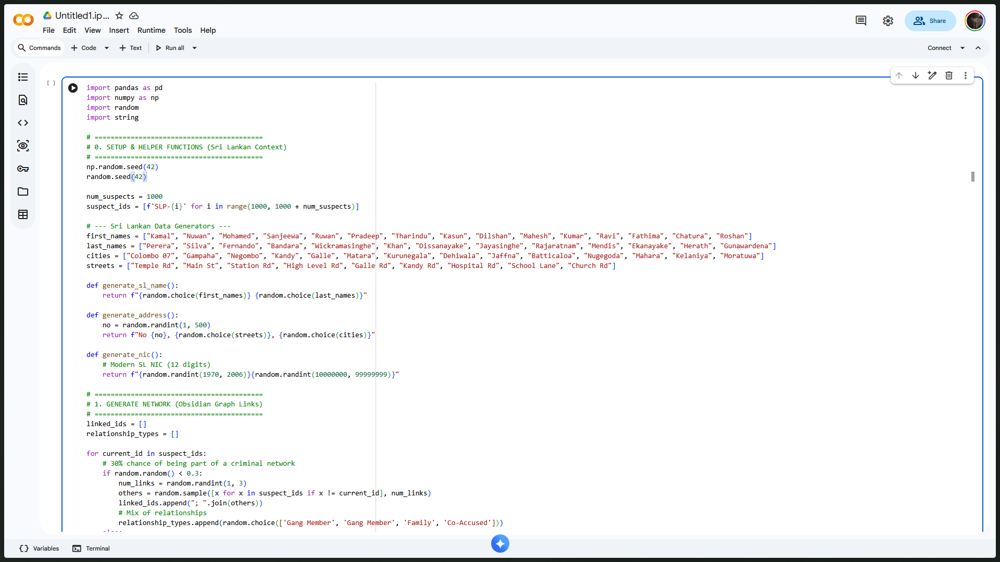 Untitled1.ip...
File Edit View Insert Runtime Tools Help
Share
Commands + Code + Text Run all
Connect
[ ]
import pandas as pd
import numpy as np
import random
import string
# ==========================================
# 0. SETUP & HELPER FUNCTIONS (Sri Lankan Context)
# ==========================================
np.random.seed(42)
random.seed(42)
num_suspects = 1000
suspect_ids = [f'SLP-{i}' for i in range(1000, 1000 + num_suspects)]
# --- Sri Lankan Data Generators ---
first_names = ["Kamal", "Nuwan", "Mohamed", "Sanjeewa", "Ruwan", "Pradeep", "Tharindu", "Kasun", "Dilshan", "Mahesh", "Kumar", "Ravi", "Fathima", "Chatura", "Roshan"]
last_names = ["Perera", "Silva", "Fernando", "Bandara", "Wickramasinghe", "Khan", "Dissanayake", "Jayasinghe", "Rajaratnam", "Mendis", "Ekanayake", "Herath", "Gunawardena"]
cities = ["Colombo 07", "Gampaha", "Negombo", "Kandy", "Galle", "Matara", "Kurunegala", "Dehiwala", "Jaffna", "Batticaloa", "Nugegoda", "Mahara", "Kelaniya", "Moratuwa"]
streets = ["Temple Rd", "Main St", "Station Rd", "High Level Rd", "Galle Rd", "Kandy Rd", "Hospital Rd", "School Lane", "Church Rd"]
def generate_sl_name():
    return f"{random.choice(first_names)} {random.choice(last_names)}"
def generate_address():
    no = random.randint(1, 500)
    return f"No {no}, {random.choice(streets)}, {random.choice(cities)}"
def generate_nic():
    # Modern SL NIC (12 digits)
    return f"{random.randint(1970, 2006)}{random.randint(10000000, 99999999)}"
# ==========================================
# 1. GENERATE NETWORK (Obsidian Graph Links)
# ==========================================
linked_ids = []
relationship_types = []
for current_id in suspect_ids:
    # 30% chance of being part of a criminal network
    if random.random() < 0.3:
        num_links = random.randint(1, 3)
        others = random.sample([x for x in suspect_ids if x != current_id], num_links)
        linked_ids.append("; ".join(others))
        # Mix of relationships
        relationship_types.append(random.choice(['Gang Member', 'Gang Member', 'Family', 'Co-Accused']))
Variables Terminal